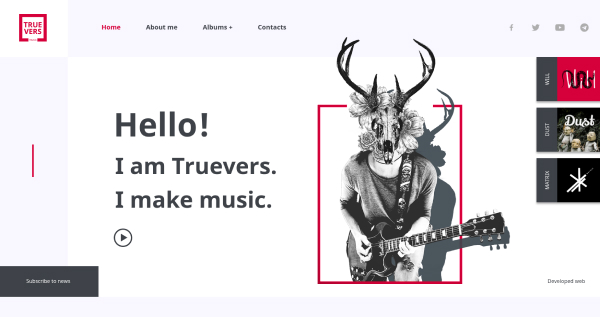 TRUE
VERS
Home
About me
Albums +
Contacts
Hello!
I am Truevers.
I make music.
WELL
DUST
Dust
MATRIX
Subscribe to news
Developed web